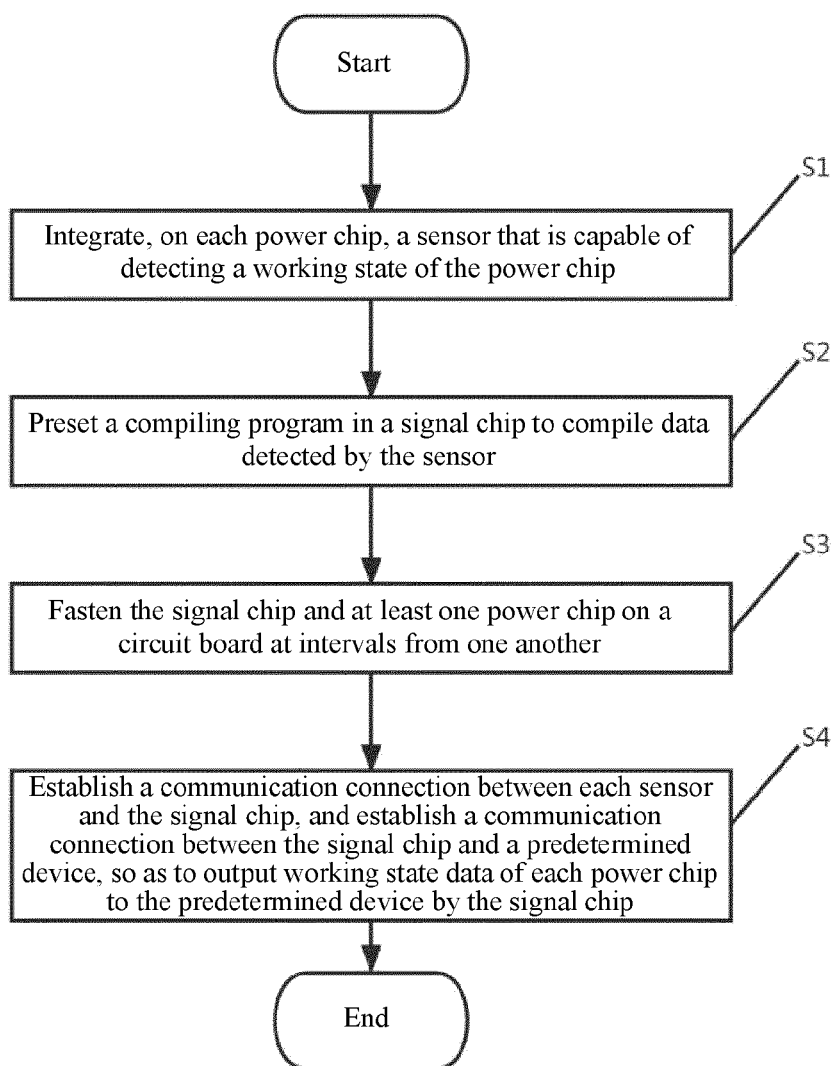 Start
S1
Integrate, on each power chip, a sensor that is capable of
detecting a working state of the power chip
S2
Preset a compiling program in a signal chip to compile data
detected by the sensor
S3
Fasten the signal chip and at least one power chip on a
circuit board at intervals from one another
S4
Establish a communication connection between each sensor
and the signal chip, and establish a communication
connection between the signal chip and a predetermined
device, so as to output working state data of each power chip
to the predetermined device by the signal chip
End